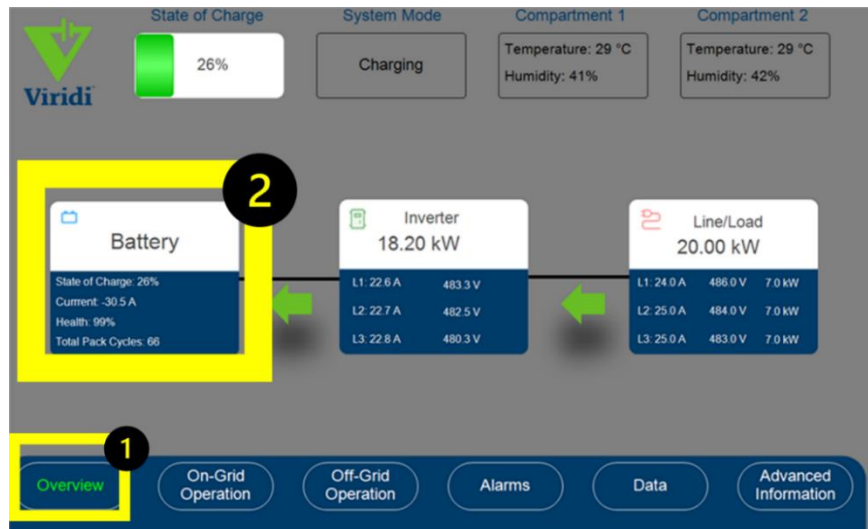 State of Charge
System Mode
Compartment 1
Compartment 2
Viridi
26%
Charging
Temperature: 29 °C
Humidity: 41%
Temperature: 29 °C
Humidity: 42%
2
Battery
State of Charge: 26%
Currrent: -30.5 A
Health: 99%
Total Pack Cycles: 66
Inverter
18.20 kW
L1: 22.6 A 483.3 V
L2: 22.7 A 482.5 V
L3: 22.8 A 480.3 V
Line/Load
20.00 kW
L1: 24.0 A 486.0 V 7.0 kW
L2: 25.0 A 484.0 V 7.0 kW
L3: 25.0 A 483.0 V 7.0 kW
1
Overview
On-Grid
Operation
Off-Grid
Operation
Alarms
Data
Advanced
Information